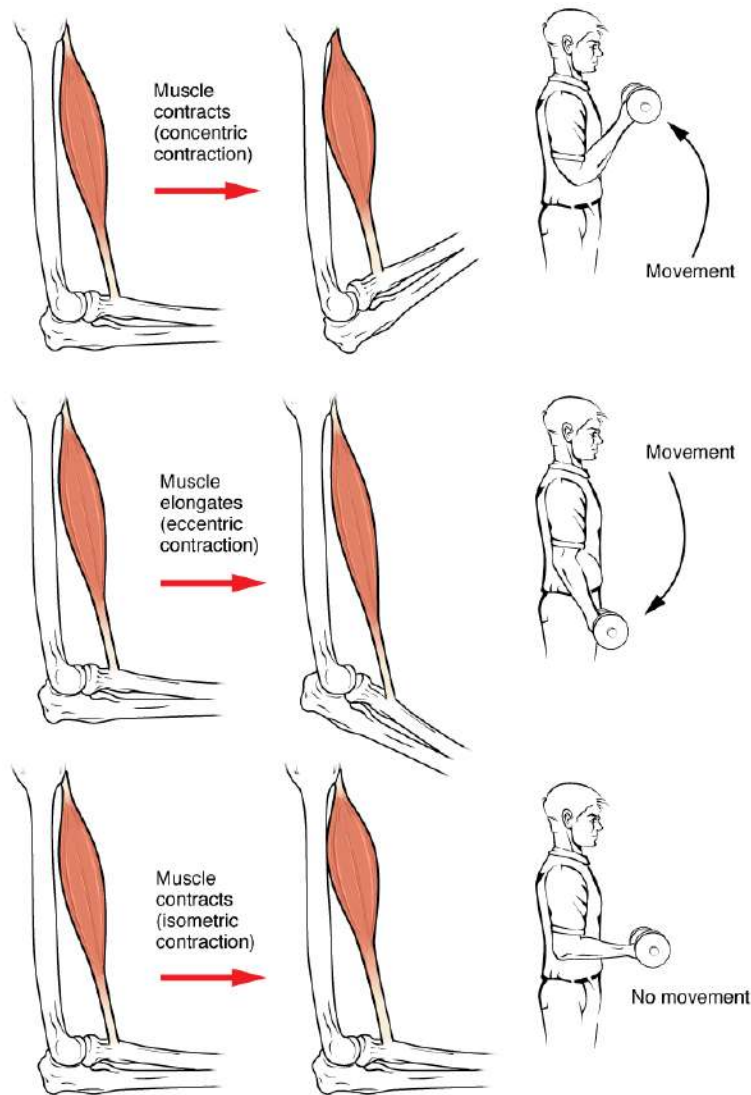 Muscle
contracts
(concentric
contraction)
Movement
Muscle
elongates
(eccentric
contraction)
Movement
Muscle
contracts
(isometric
contraction)
No movement